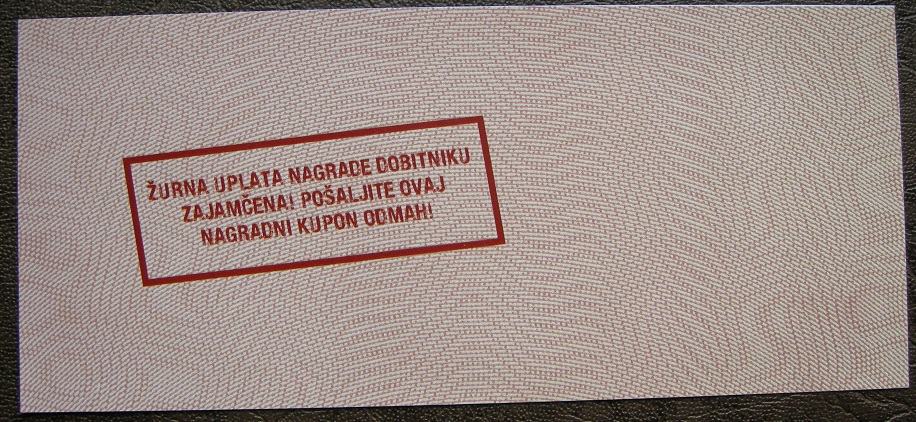 ŽURNA UPLATA NAGRADE DOBITNIKU
ZAJAMČENA! POŠALJITE OVAJ
NAGRADNI KUPON ODMAH!